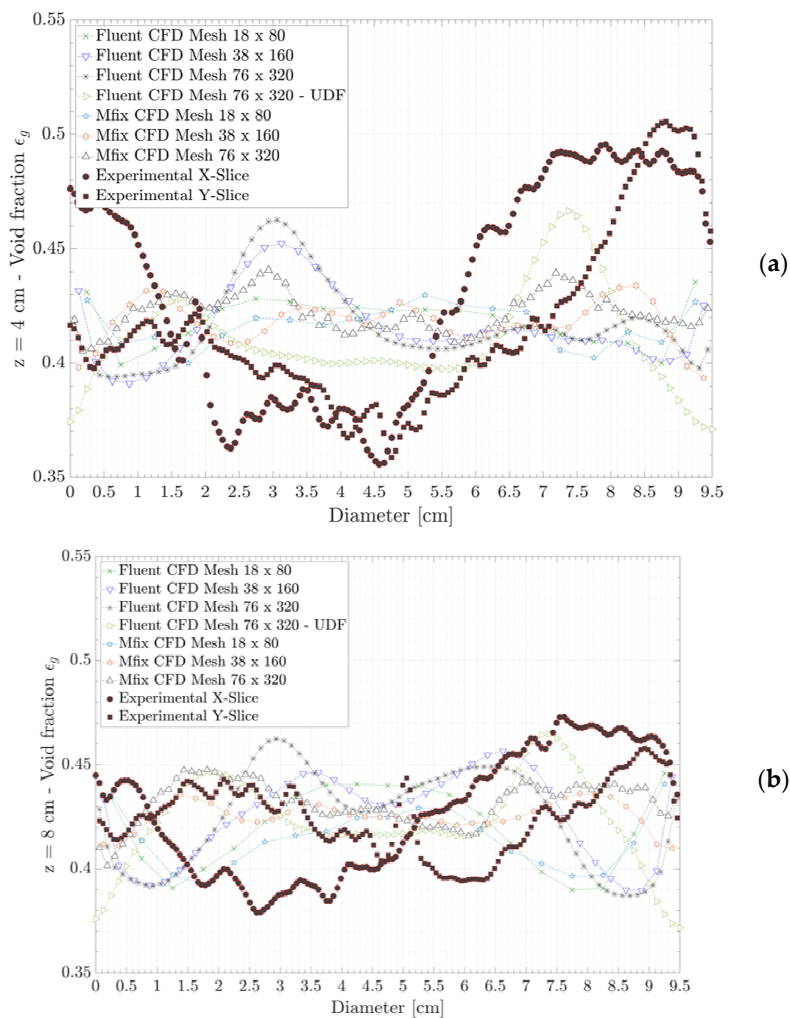 0.55
Fluent CFD Mesh 18 x 80
Fluent CFD Mesh 38 x 160
Fluent CFD Mesh 76 x 320
Fluent CFD Mesh 76 x 320 - UDF
Mfix CFD Mesh 18 x 80
Mfix CFD Mesh 38 x 160
Mfix CFD Mesh 76 x 320
Experimental X-Slice
Experimental Y-Slice
0.5
0.45
0.4
0.35
z = 4 cm - Void fraction ϵg
0 0.5 1 1.5 2 2.5 3 3.5 4 4.5 5 5.5 6 6.5 7 7.5 8 8.5 9 9.5
Diameter [cm]
(a)
0.55
Fluent CFD Mesh 18 x 80
Fluent CFD Mesh 38 x 160
Fluent CFD Mesh 76 x 320
Fluent CFD Mesh 76 x 320 - UDF
Mfix CFD Mesh 18 x 80
Mfix CFD Mesh 38 x 160
Mfix CFD Mesh 76 x 320
Experimental X-Slice
Experimental Y-Slice
0.5
0.45
0.4
0.35
z = 8 cm - Void fraction ϵg
0 0.5 1 1.5 2 2.5 3 3.5 4 4.5 5 5.5 6 6.5 7 7.5 8 8.5 9 9.5
Diameter [cm]
(b)